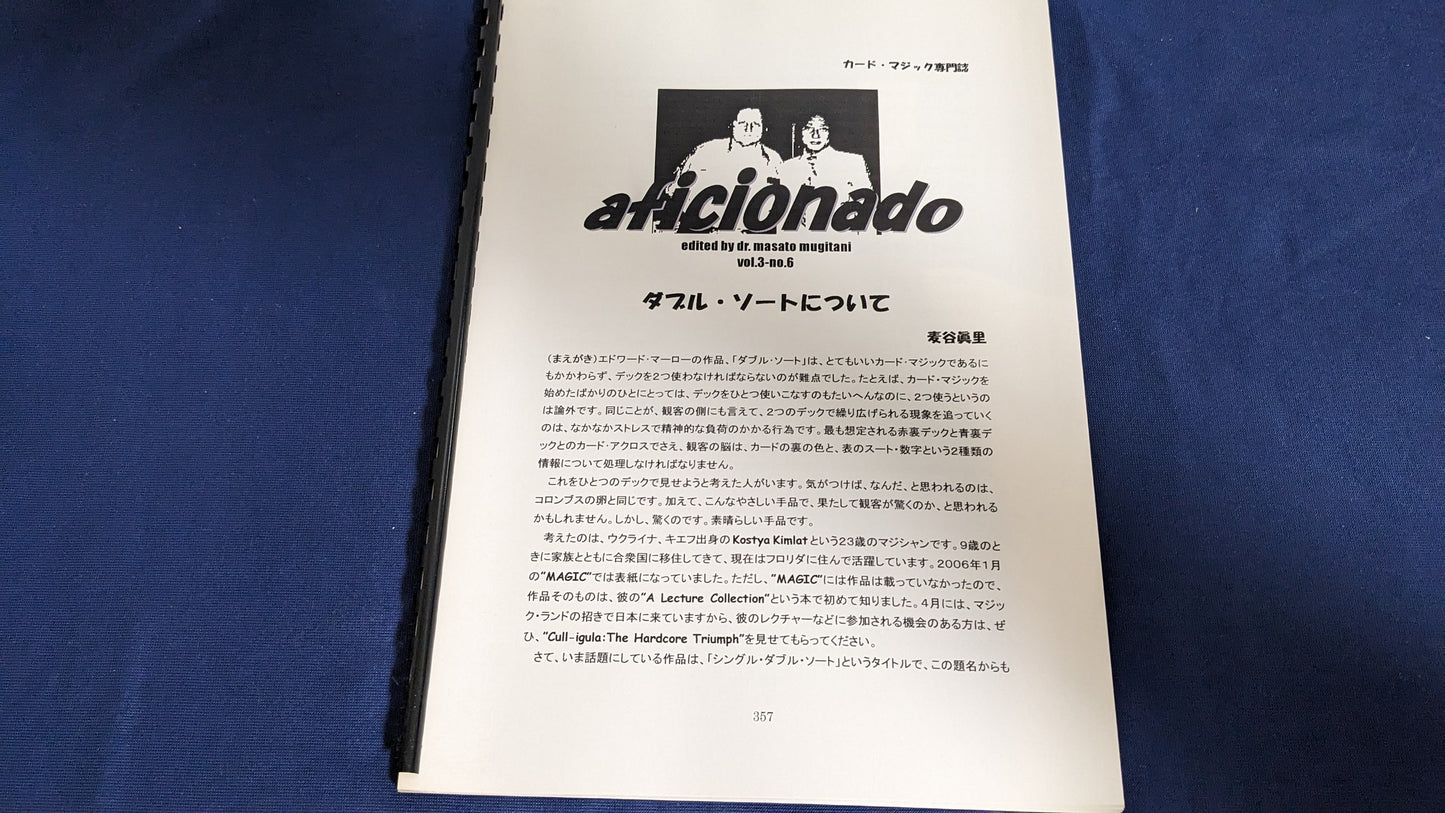 カード・マジック専門誌
aficionado
edited by dr. masato mugitani
vol.3-no.6
ダブル・ソートについて
麦谷眞里
(まえがき)エドワード・マーローの作品、「ダブル・ソート」は、とてもいいカード・マジックであるに
もかかわらず、デックを2つ使わなければならないのが難点でした。たとえば、カード・マジックを
始めたばかりのひとにとっては、デックをひとつ使いこなすのもたいへんなのに、2つ使うというの
は論外です。同じことが、観客の側にも言えて、2つのデックで繰り広げられる現象を追っていく
のは、なかなかストレスで精神的な負荷のかかる行為です。最も想定される赤裏デックと青裏デ
ックとのカード・アクロスでさえ、観客の脳は、カードの裏の色と、表のスート・数字という2種類の
情報について処理しなければなりません。
これをひとつのデックで見せようと考えた人がいます。気がつけば、なんだ、と思われるのは、
コロンブスの卵と同じです。加えて、こんなやさしい手品で、果たして観客が驚くのか、と思われる
かもしれません。しかし、驚くのです。素晴らしい手品です。
考えたのは、ウクライナ、キエフ出身のKostya Kimlatという23歳のマジシャンです。9歳のと
きに家族とともに合衆国に移住してきて、現在はフロリダに住んで活躍しています。2006年1月
の"MAGIC"では表紙になっていました。ただし、"MAGIC"には作品は載っていなかったので、
作品そのものは、彼の"A Lecture Collection"という本で初めて知りました。4月には、マジッ
ク・ランドの招きで日本に来ていますから、彼のレクチャーなどに参加される機会のある方は、ぜ
ひ、"Cull-igula:The Hardcore Triumph"を見せてもらってください。
さて、いま話題にしている作品は、「シングル・ダブル・ソート」というタイトルで、この題名からも
357